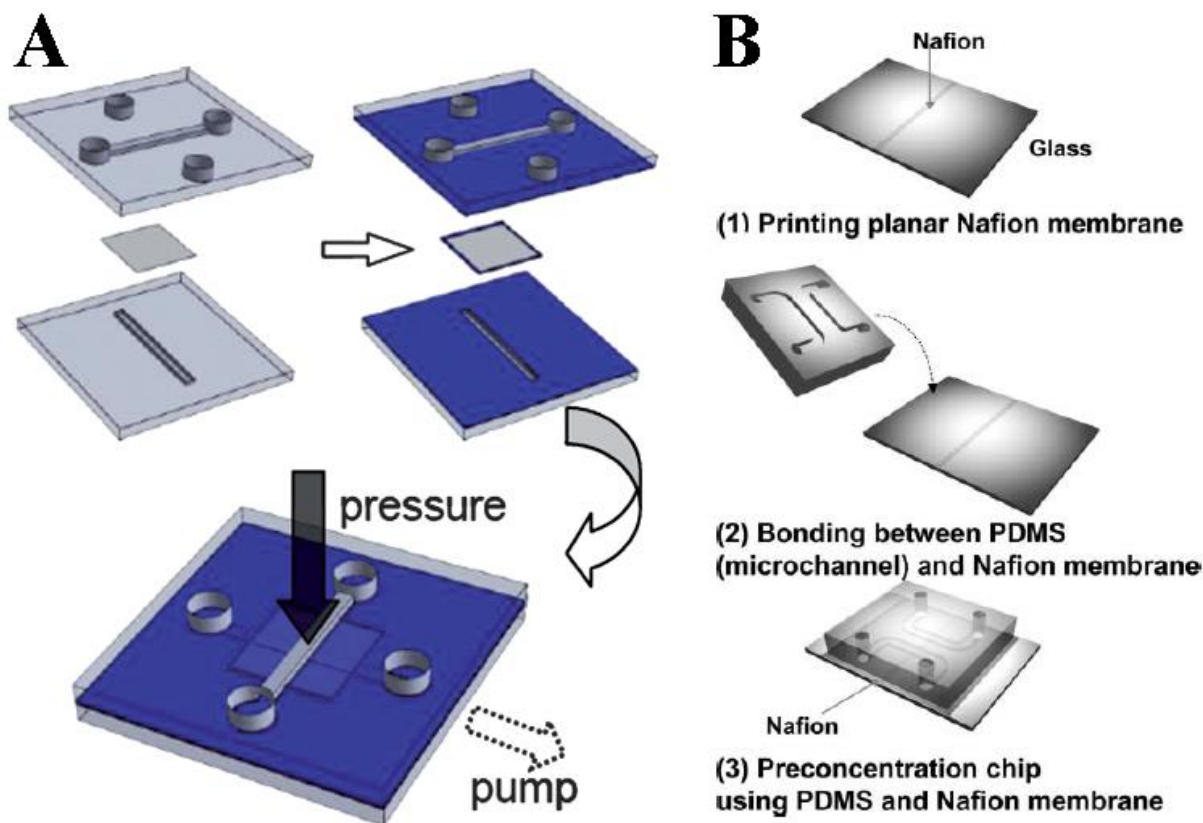 A
pressure
pump
B
Nafion
Glass
(1) Printing planar Nafion membrane
(2) Bonding between PDMS
(microchannel) and Nafion membrane
Nafion
(3) Preconcentration chip
using PDMS and Nafion membrane